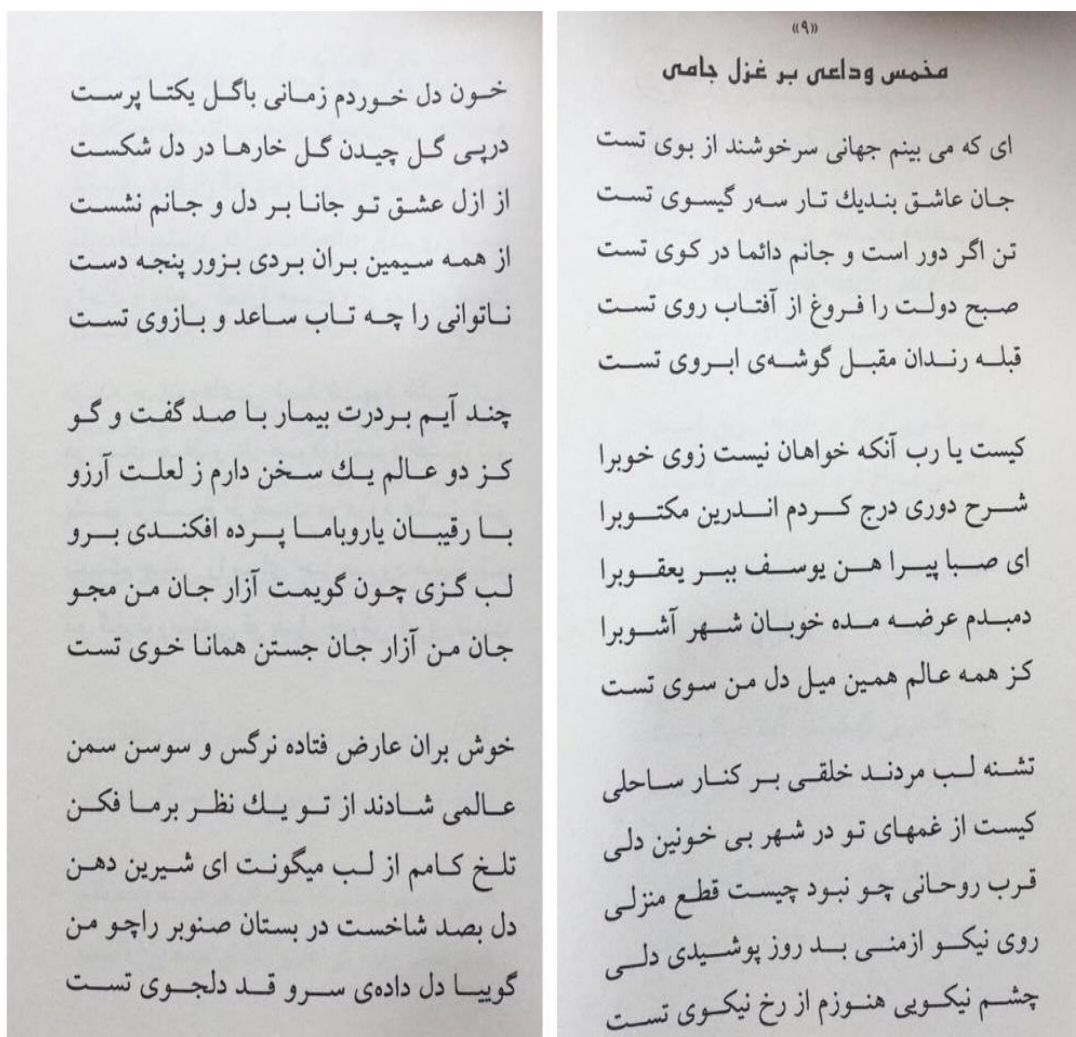 «٩»
مخمس وداعی بر غزل جامی
ای که می بینم جهانی سرخوشند از بوی تست
جان عاشق بندیك تار سەر گیسوی تست
تن اگر دور است و جانم دائما در کوی تست
صبح دولت را فروغ از آفتاب روی تست
قبله رندان مقبل گوشەی ابروی تست
کیست یا رب آنکه خواهان نیست زوی خوبرا
شرح دوری درج کردم اندرین مکتوبرا
ای صبا پیرا هن یوسف ببر یعقوبرا
دمبدم عرضه مده خوبان شهر آشوبرا
کز همه عالم همین میل دل من سوی تست
تشنه لب مردند خلقی بر کنار ساحلی
کیست از غمهای تو در شهر بی خونین دلی
قرب روحانی چو نبود چیست قطع منزلی
روی نیکو ازمنی بد روز پوشیدی دلی
چشم نیکویی هنوزم از رخ نیکوی تست
خون دل خوردم زمانی باگل یکتا پرست
درپی گل چیدن گل خارها در دل شکست
از ازل عشق تو جانا بر دل و جانم نشست
از همه سیمین بران بردی بزور پنجه دست
ناتوانی را چه تاب ساعد و بازوی تست
چند آیم بردرت بیمار با صد گفت و گو
کز دو عالم یك سخن دارم ز لعلت آرزو
با رقیبان یاروباما پرده افکندی برو
لب گزی چون گویمت آزار جان من مجو
جان من آزار جان جستن همانا خوی تست
خوش بران عارض فتاده نرگس و سوسن سمن
عالمی شادند از تو یك نظر برما فکن
تلخ کامم از لب میگونت ای شیرین دهن
دل بصد شاخست در بستان صنوبر راچو من
گوییا دل دادەی سرو قد دلجوی تست